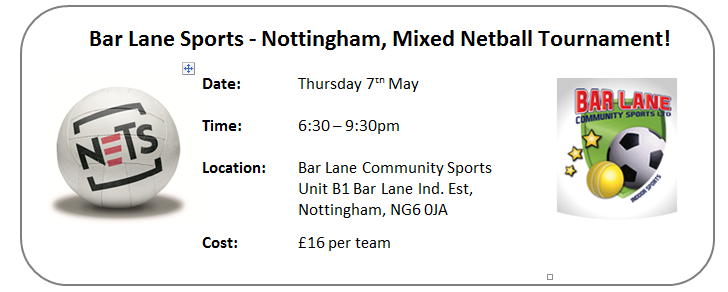 Bar Lane Sports - Nottingham, Mixed Netball Tournament!
NETS
Date: Thursday 7th May
Time: 6:30 – 9:30pm
Location: Bar Lane Community Sports
Unit B1 Bar Lane Ind. Est,
Nottingham, NG6 0JA
Cost: £16 per team
BAR LANE
COMMUNITY SPORTS LTD
INDOOR SPORTS